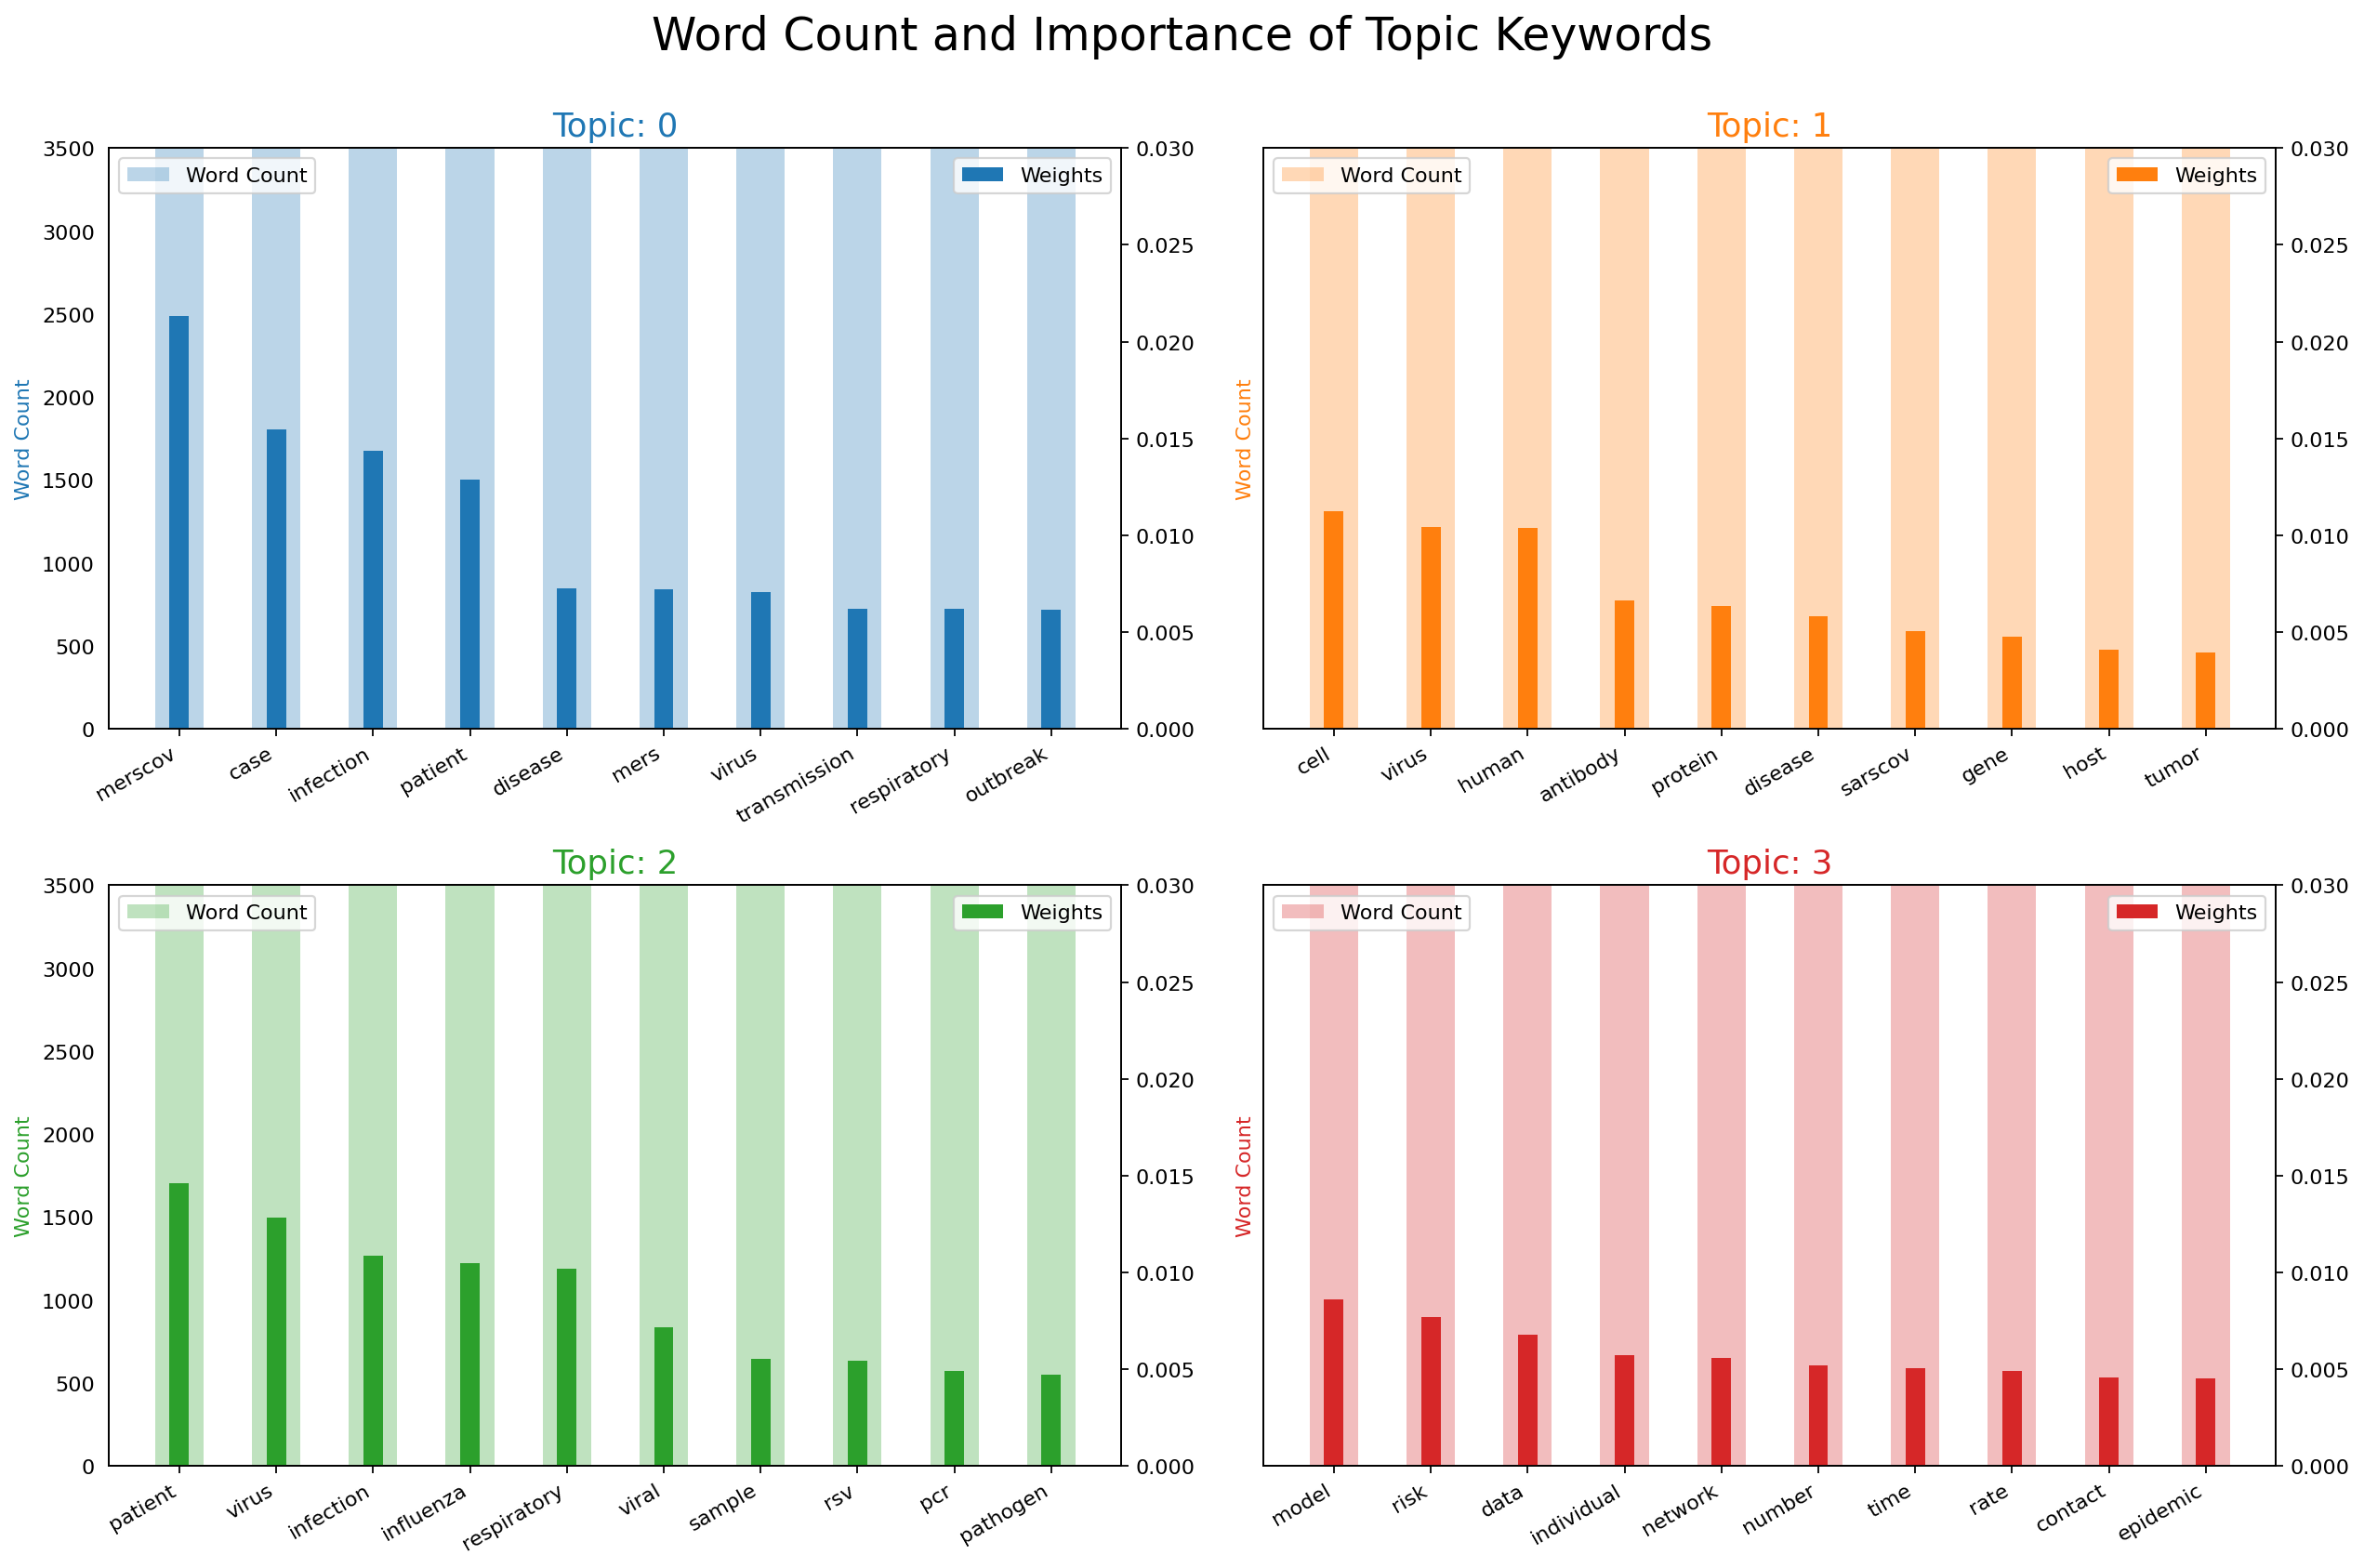 Word Count and Importance of Topic Keywords
Topic: 0
Word Count
Weights
3500
3000
2500
2000
1500
1000
500
0
Word Count
0.030
0.025
0.020
0.015
0.010
0.005
0.000
merscov
case
infection
patient
disease
mers
virus
transmission
respiratory
outbreak
Topic: 1
Word Count
Weights
Word Count
0.030
0.025
0.020
0.015
0.010
0.005
0.000
cell
virus
human
antibody
protein
disease
sarscov
gene
host
tumor
Topic: 2
Word Count
Weights
3500
3000
2500
2000
1500
1000
500
0
Word Count
0.030
0.025
0.020
0.015
0.010
0.005
0.000
patient
virus
infection
influenza
respiratory
viral
sample
rsv
pcr
pathogen
Topic: 3
Word Count
Weights
Word Count
0.030
0.025
0.020
0.015
0.010
0.005
0.000
model
risk
data
individual
network
number
time
rate
contact
epidemic